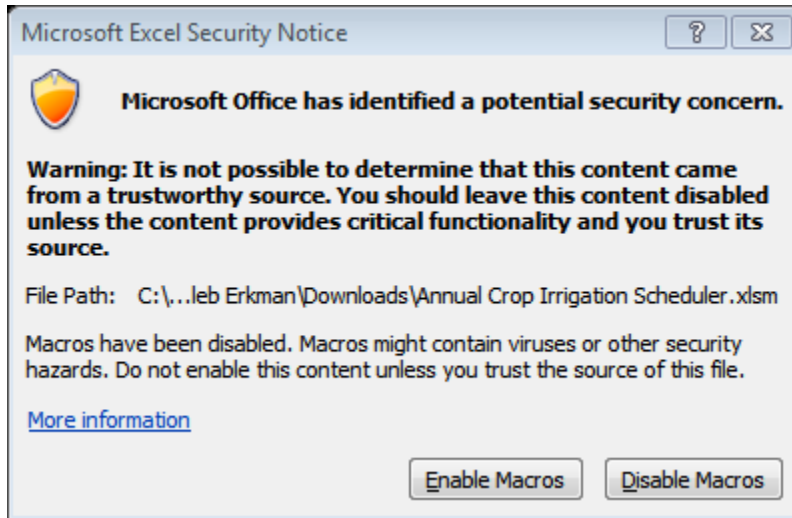 Microsoft Excel Security Notice
Microsoft Office has identified a potential security concern.
Warning: It is not possible to determine that this content came
from a trustworthy source. You should leave this content disabled
unless the content provides critical functionality and you trust its
source.
File Path: C:\...leb Erkman\Downloads\Annual Crop Irrigation Scheduler.xlsm
Macros have been disabled. Macros might contain viruses or other security
hazards. Do not enable this content unless you trust the source of this file.
More information
Enable Macros Disable Macros